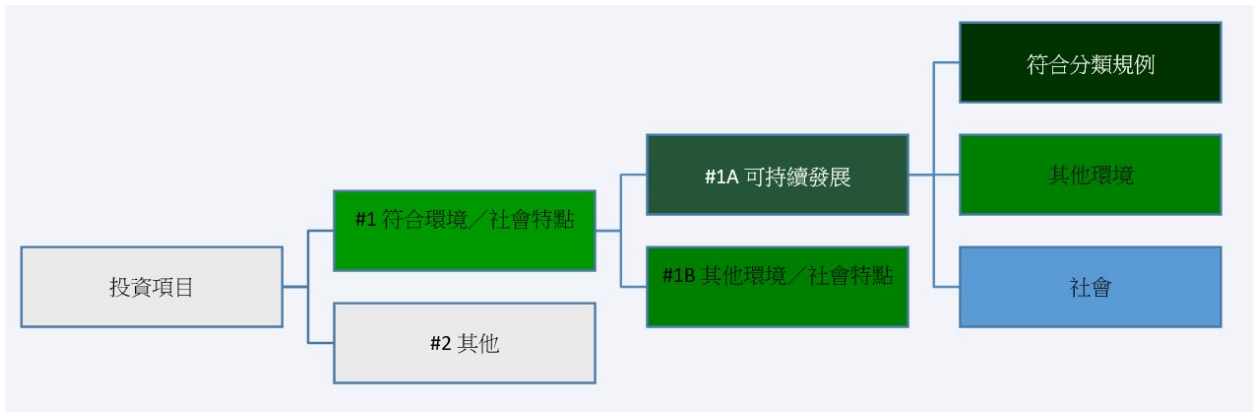 投資項目
#1 符合環境／社會特點
#2 其他
#1A 可持續發展
#1B 其他環境／社會特點
符合分類規例
其他環境
社會